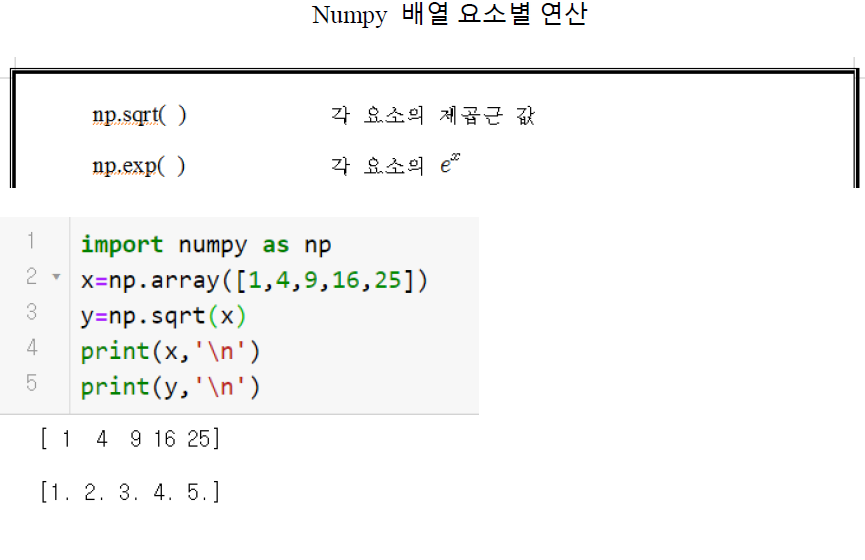 Numpy 배열 요소별 연산
np.sqrt( ) 각 요소의 제곱근 값
np.exp( ) 각 요소의 e^x
1 import numpy as np
2 x=np.array([1,4,9,16,25])
3 y=np.sqrt(x)
4 print(x,'\n')
5 print(y,'\n')
[ 1  4  9 16 25]
[1. 2. 3. 4. 5.]